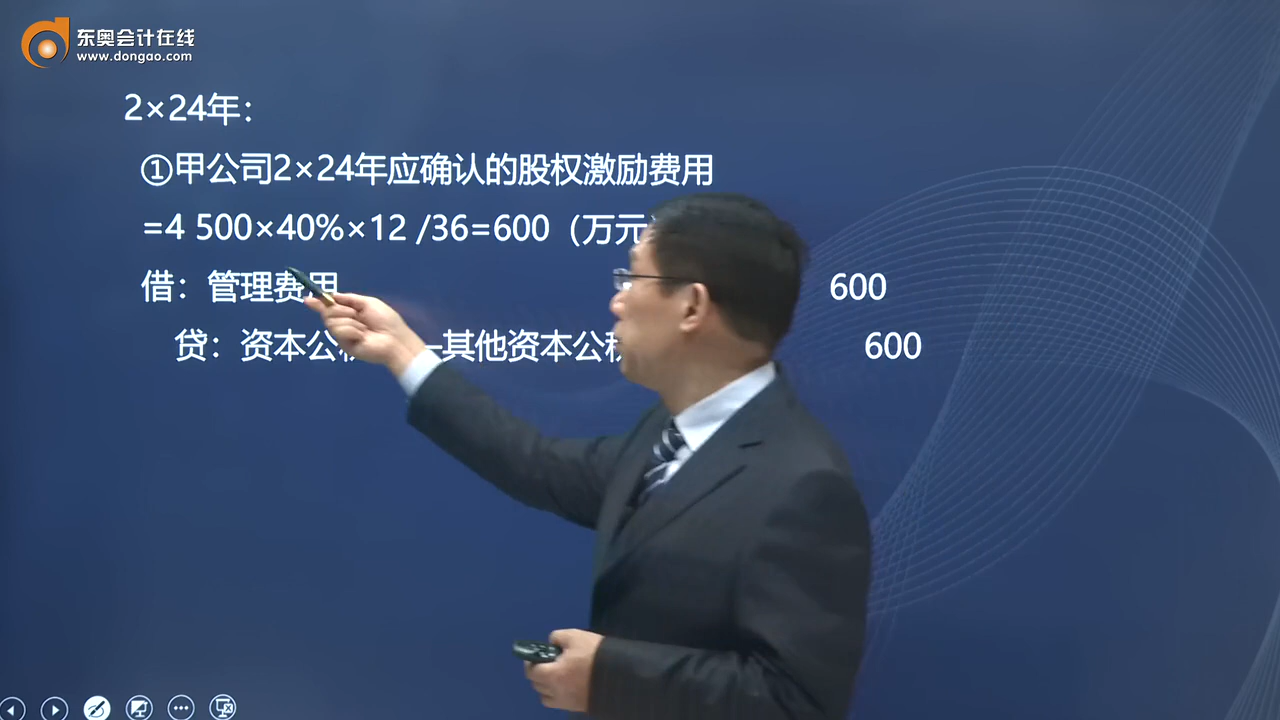 东奥会计在线
www.dongao.com
2×24年：
①甲公司2×24年应确认的股权激励费用
=4 500×40%×12 /36=600（万元
借：管理费用 600
贷：资本公 其他资本公 600